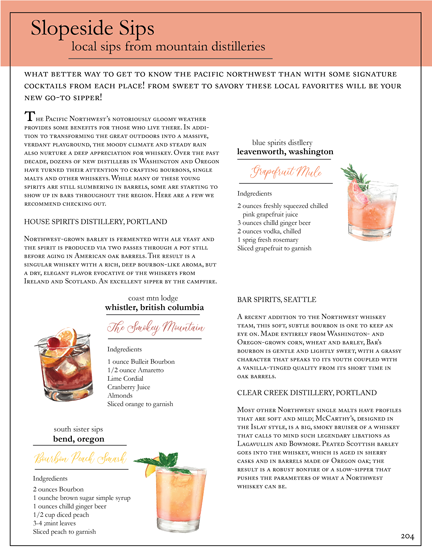 Slopeside Sips
local sips from mountain distilleries
what better way to get to know the pacific northwest than with some signature
cocktails from each place! from sweet to savory these local favorites will be your
new go-to sipper!
The Pacific Northwest's notoriously gloomy weather
provides some benefits for those who live there. In addi-
tion to transforming the great outdoors into a massive,
verdant playground, the moody climate and steady rain
also nurture a deep appreciation for whiskey. Over the past
decade, dozens of new distillers in Washington and Oregon
have turned their attention to crafting bourbons, single
malts and other whiskeys. While many of these young
spirits are still slumbering in barrels, some are starting to
show up in bars throughout the region. Here are a few we
recommend checking out.
HOUSE SPIRITS DISTILLERY, PORTLAND
Northwest-grown barley is fermented with ale yeast and
the spirit is produced via two passes through a pot still
before aging in American oak barrels. The result is a
singular whiskey with a rich, deep bourbon-like aroma, but
a dry, elegant flavor evocative of the whiskeys from
Ireland and Scotland. An excellent sipper by the campfire.
coast mtn lodge
whistler, british columbia
The Smokey Mountain
Indgredients
1 ounce Bulleit Bourbon
1/2 ounce Amaretto
Lime Cordial
Cranberry Juice
Almonds
Sliced orange to garnish
south sister sips
bend, oregon
Bourbon Peach Smash
Indgredients
2 ounces Bourbon
1 ounche brown sugar simple syrup
1 ounces chilld ginger beer
1/2 cup diced peach
3-4 ;mint leaves
Sliced peach to garnish
blue spirits distllery
leavenworth, washington
Grapefruit Mule
Indgredients
2 ounces freshly squeezed chilled
pink grapefruit juice
3 ounces chilld ginger beer
2 ounces vodka, chilled
1 sprig fresh rosemary
Sliced grapefruit to garnish
BAR SPIRITS, SEATTLE
A recent addition to the Northwest whiskey
team, this soft, subtle bourbon is one to keep an
eye on. Made entirely from Washington- and
Oregon-grown corn, wheat and barley, Bar's
bourbon is gentle and lightly sweet, with a grassy
character that speaks to its youth coupled with
a vanilla-tinged quality from its short time in
oak barrels.
CLEAR CREEK DISTILLERY, PORTLAND
Most other Northwest single malts have profiles
that are soft and mild; McCarthy's, designed in
the Islay style, is a big, smoky bruiser of a whiskey
that calls to mind such legendary libations as
Lagavullin and Bowmore. Peated Scottish barley
goes into the whiskey, which is aged in sherry
casks and in barrels made of Oregon oak; the
result is a robust bonfire of a slow-sipper that
pushes the parameters of what a Northwest
whiskey can be.
204